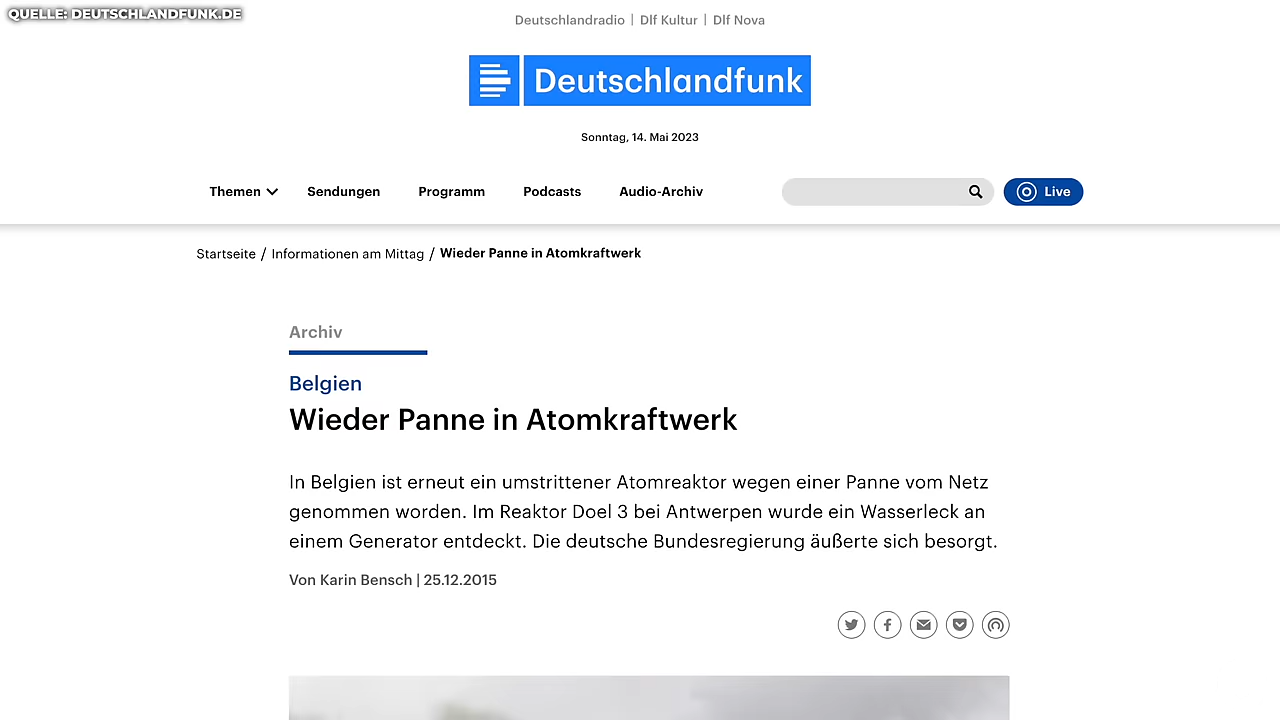 QUELLE: DEUTSCHLANDFUNK.DE
Deutschlandradio | Dlf Kultur | Dlf Nova
Deutschlandfunk
Sonntag, 14. Mai 2023
Themen Sendungen Programm Podcasts Audio-Archiv Live
Startseite / Informationen am Mittag / Wieder Panne in Atomkraftwerk
Archiv
Belgien
Wieder Panne in Atomkraftwerk
In Belgien ist erneut ein umstrittener Atomreaktor wegen einer Panne vom Netz
genommen worden. Im Reaktor Doel 3 bei Antwerpen wurde ein Wasserleck an
einem Generator entdeckt. Die deutsche Bundesregierung äußerte sich besorgt.
Von Karin Bensch | 25.12.2015